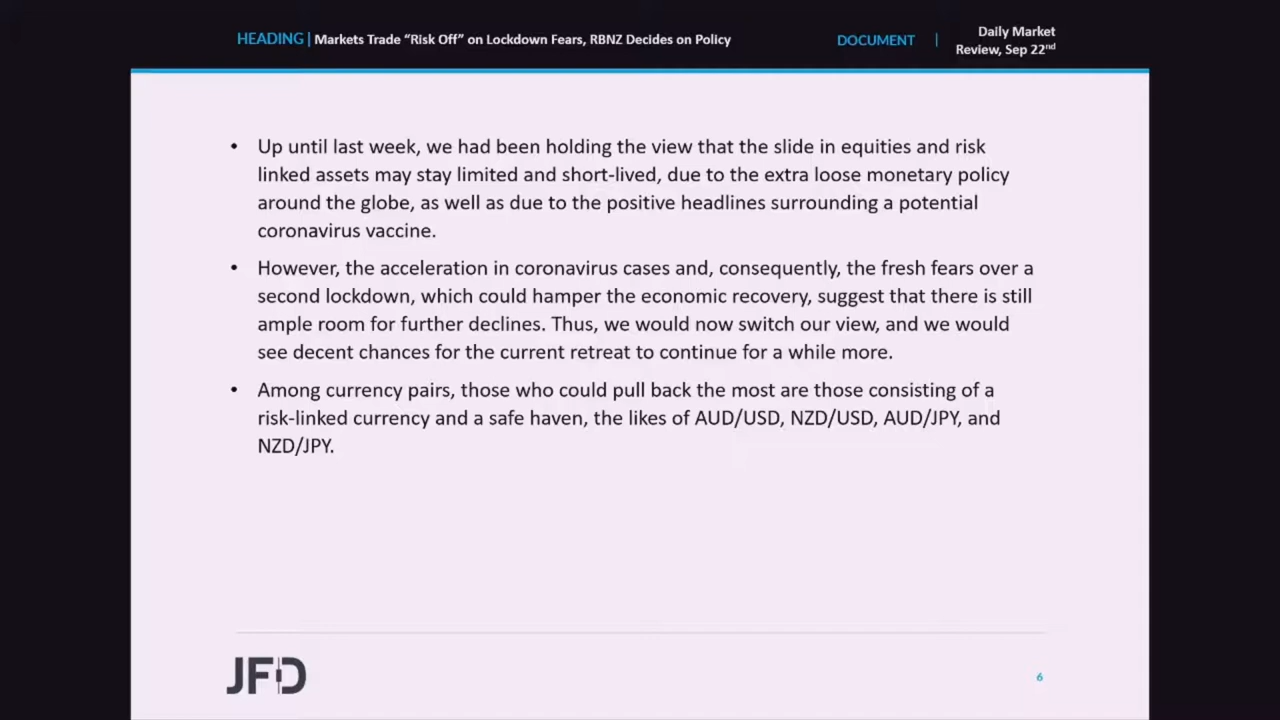 HEADING | Markets Trade “Risk Off” on Lockdown Fears, RBNZ Decides on Policy
DOCUMENT | Daily Market
Review, Sep 22nd
• Up until last week, we had been holding the view that the slide in equities and risk
linked assets may stay limited and short-lived, due to the extra loose monetary policy
around the globe, as well as due to the positive headlines surrounding a potential
coronavirus vaccine.
• However, the acceleration in coronavirus cases and, consequently, the fresh fears over a
second lockdown, which could hamper the economic recovery, suggest that there is still
ample room for further declines. Thus, we would now switch our view, and we would
see decent chances for the current retreat to continue for a while more.
• Among currency pairs, those who could pull back the most are those consisting of a
risk-linked currency and a safe haven, the likes of AUD/USD, NZD/USD, AUD/JPY, and
NZD/JPY.
JFD
6